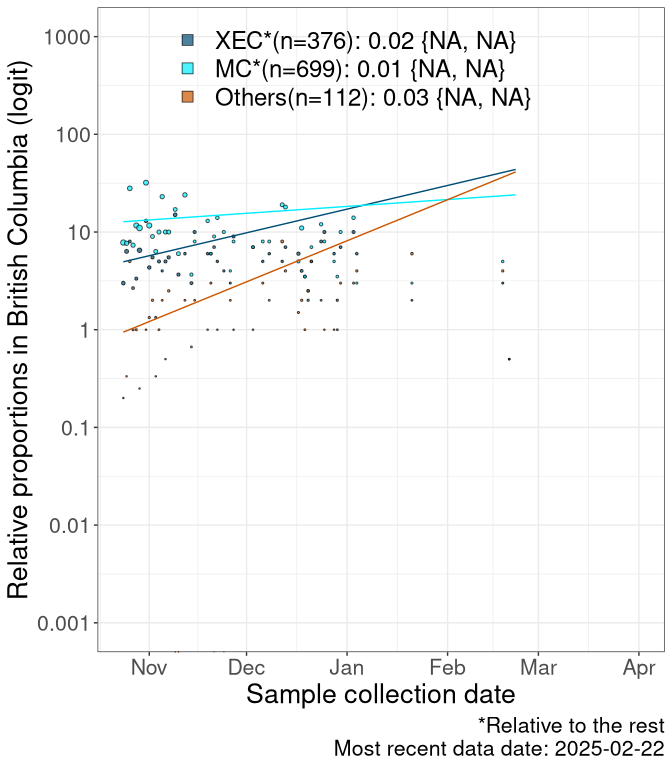 XEC*(n=376): 0.02 {NA, NA}
MC*(n=699): 0.01 {NA, NA}
Others(n=112): 0.03 {NA, NA}
Relative proportions in British Columbia (logit)
1000
100
10
1
0.1
0.01
0.001
Nov Dec Jan Feb Mar Apr
Sample collection date
*Relative to the rest
Most recent data date: 2025-02-22